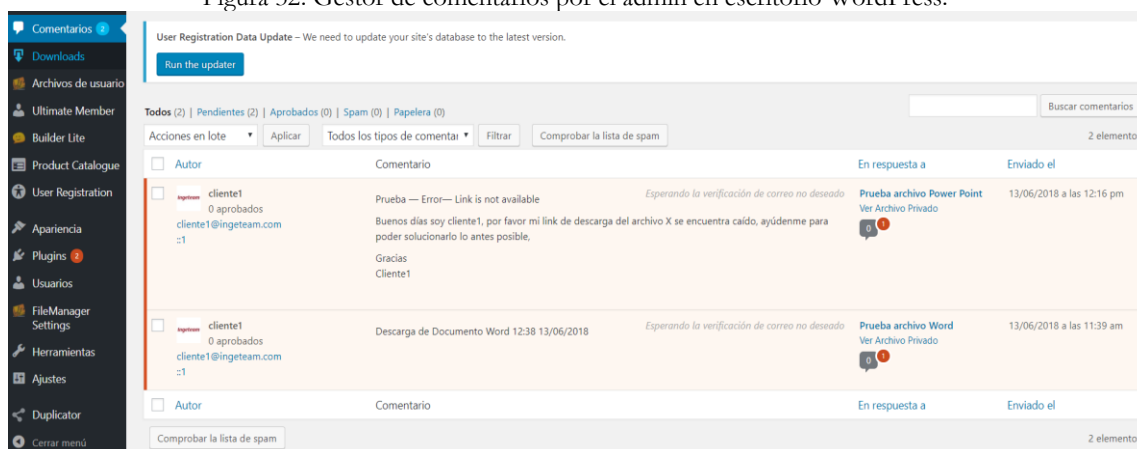 Figura 32. Gestor de comentarios por el admin en escritorio WordPress.
Comentarios 2
Downloads
Archivos de usuario
Ultimate Member
Builder Lite
Product Catalogue
User Registration
Apariencia
Plugins 2
Usuarios
FileManager
Settings
Herramientas
Ajustes
Duplicator
Cerrar menú
User Registration Data Update – We need to update your site's database to the latest version.
Run the updater
Todos (2) | Pendientes (2) | Aprobados (0) | Spam (0) | Papelera (0)
Buscar comentarios
Acciones en lote Aplicar Todos los tipos de comentar Filtrar Comprobar la lista de spam 2 elemento
Autor Comentario En respuesta a Enviado el
ingeteam
cliente1
0 aprobados
cliente1@ingeteam.com
::1
Prueba — Error— Link is not available
Esperando la verificación de correo no deseado
Buenos días soy cliente1, por favor mi link de descarga del archivo X se encuentra caído, ayúdenme para
poder solucionarlo lo antes posible,
Gracias
Cliente1
Prueba archivo Power Point
Ver Archivo Privado
0 1
13/06/2018 a las 12:16 pm
ingeteam
cliente1
0 aprobados
cliente1@ingeteam.com
::1
Descarga de Documento Word 12:38 13/06/2018
Esperando la verificación de correo no deseado
Prueba archivo Word
Ver Archivo Privado
0 1
13/06/2018 a las 11:39 am
Autor Comentario En respuesta a Enviado el
Comprobar la lista de spam 2 elemento